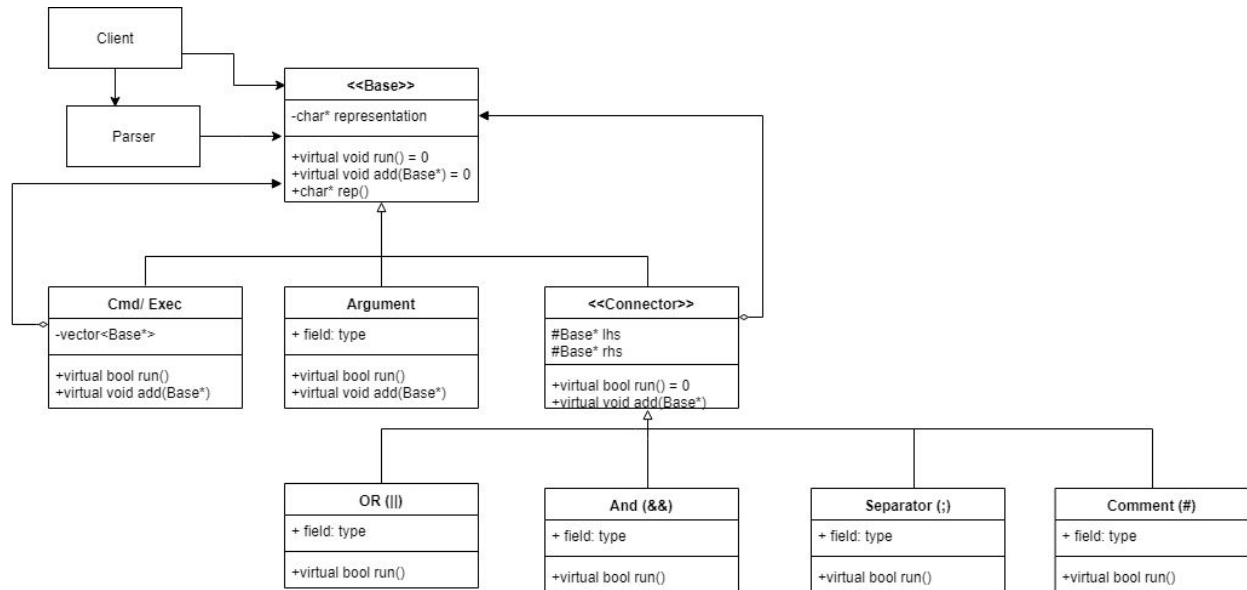 Client
Parser
<<Base>>
-char* representation
+virtual void run() = 0
+virtual void add(Base*) = 0
+char* rep()
Cmd/ Exec
-vector<Base*>
+virtual bool run()
+virtual void add(Base*)
Argument
+ field: type
+virtual bool run()
+virtual void add(Base*)
<<Connector>>
#Base* lhs
#Base* rhs
+virtual bool run() = 0
+virtual void add(Base*)
OR (||)
+ field: type
+virtual bool run()
And (&&)
+ field: type
+virtual bool run()
Separator (;)
+ field: type
+virtual bool run()
Comment (#)
+ field: type
+virtual bool run()